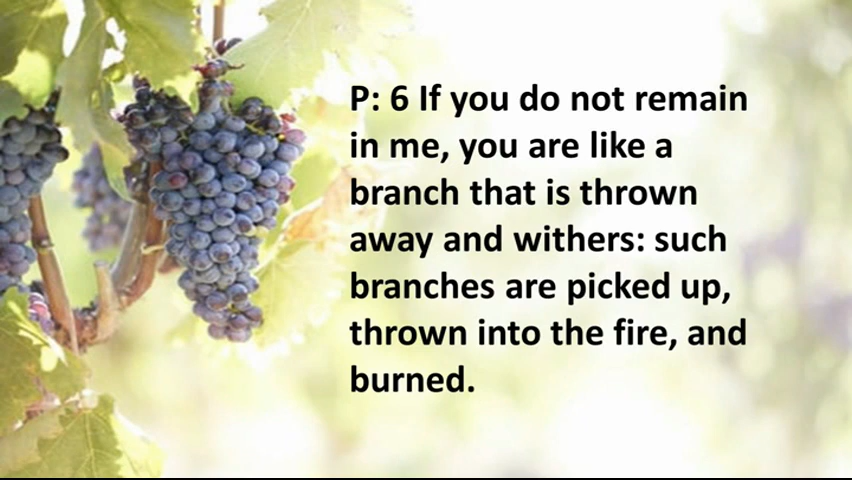 P: 6 If you do not remain
in me, you are like a
branch that is thrown
away and withers: such
branches are picked up,
thrown into the fire, and
burned.